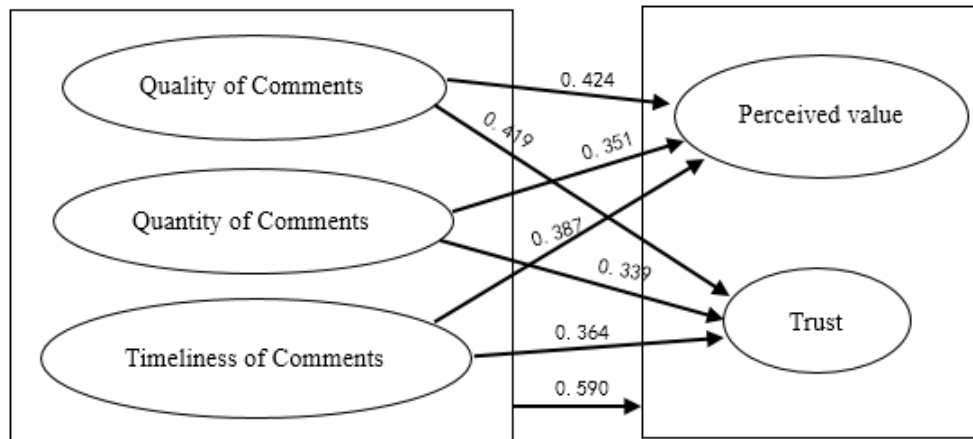 Quality of Comments
0.424
Perceived value
0.419
0.351
Quantity of Comments
0.387
0.339
Trust
Timeliness of Comments
0.364
0.590